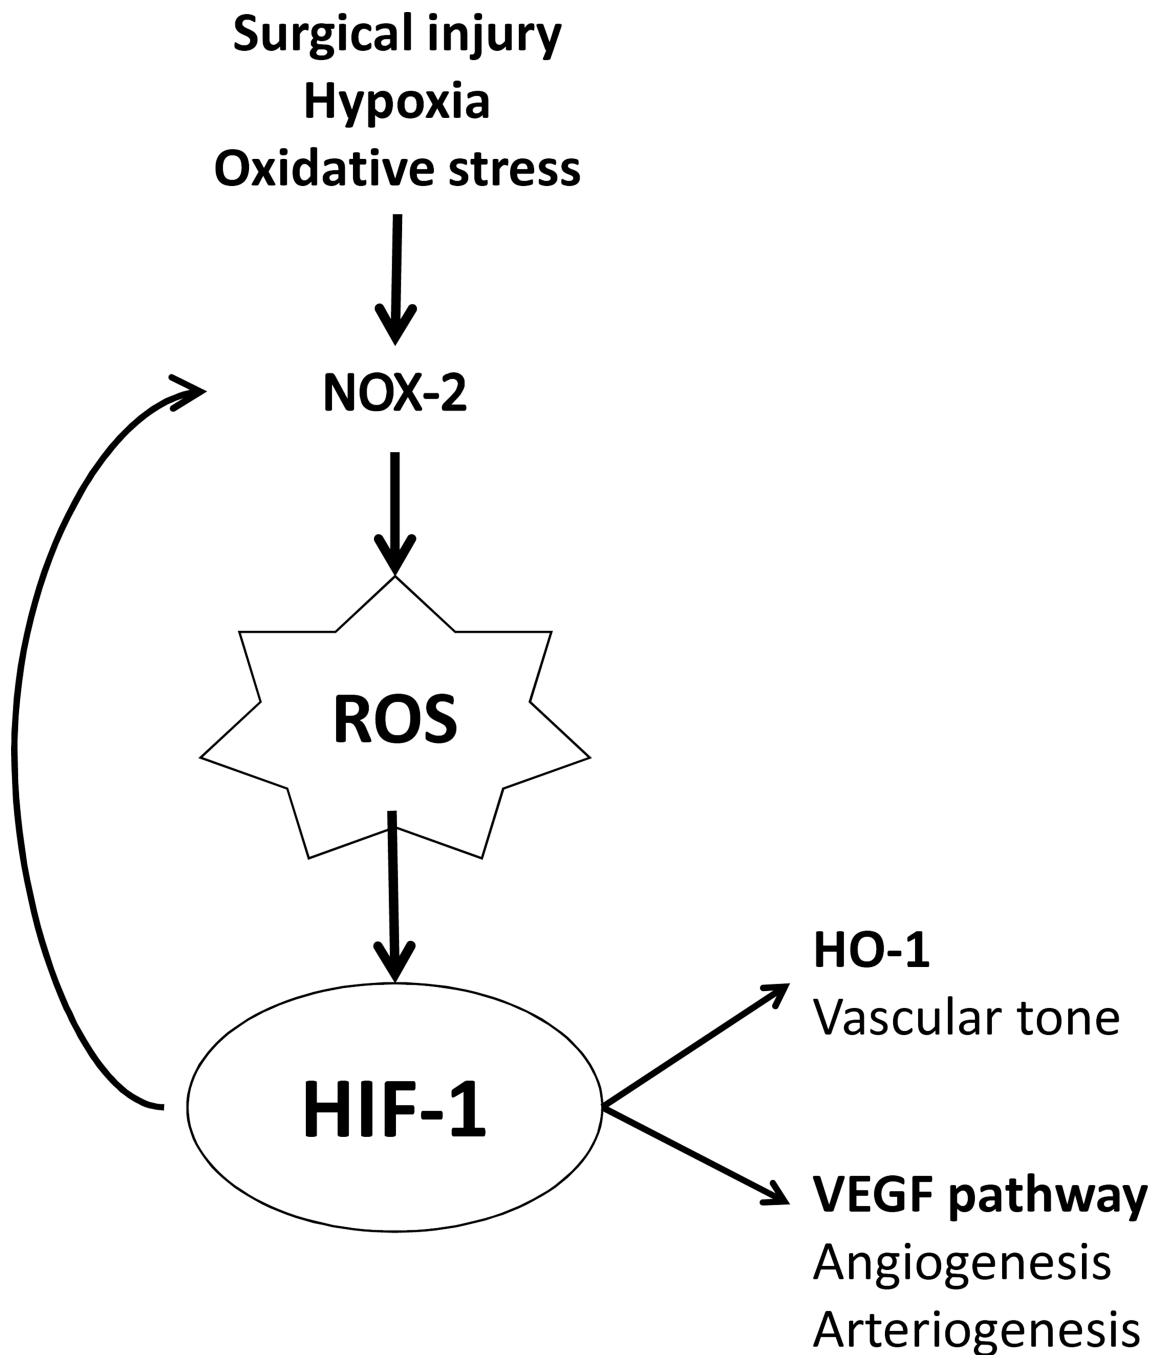 Surgical injury
Hypoxia
Oxidative stress
NOX-2
ROS
HIF-1
HO-1
Vascular tone
VEGF pathway
Angiogenesis
Arteriogenesis